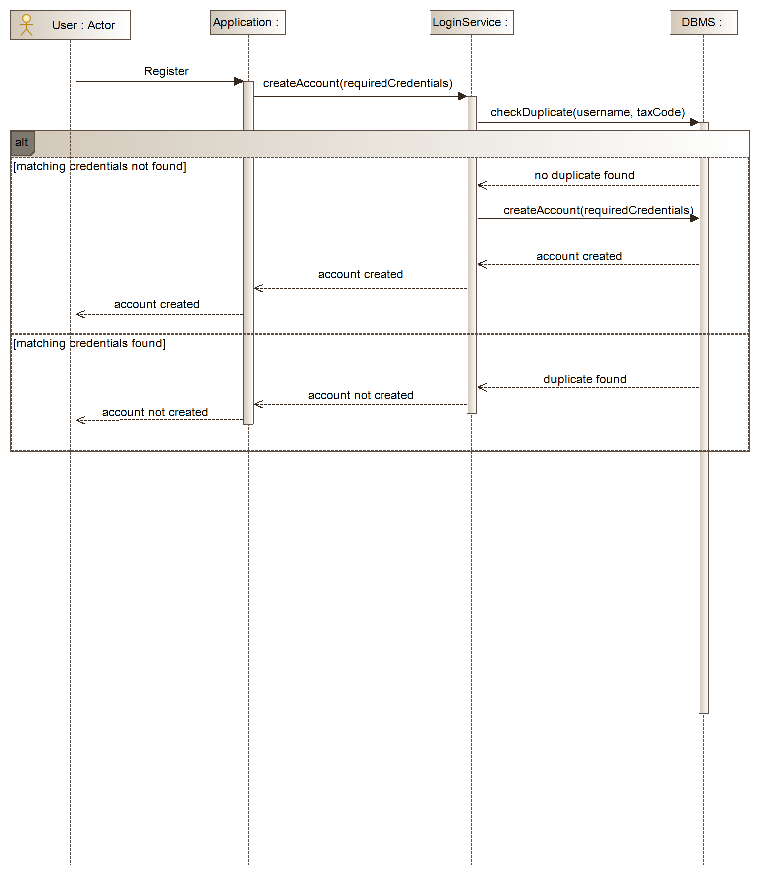 User : Actor
Application :
LoginService :
DBMS :
Register
createAccount(requiredCredentials)
checkDuplicate(username, taxCode)
alt
[matching credentials not found]
no duplicate found
createAccount(requiredCredentials)
account created
account created
account created
[matching credentials found]
duplicate found
account not created
account not created